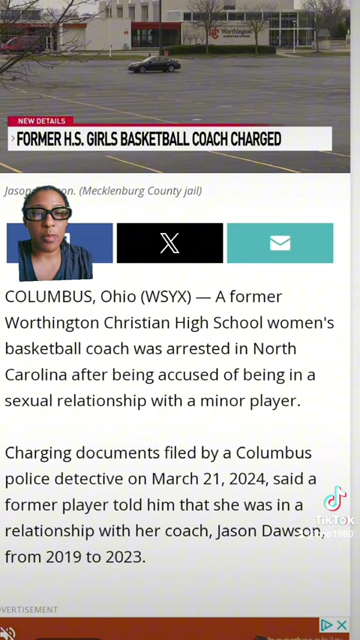 Worthington
NEW DETAILS
FORMER H.S. GIRLS BASKETBALL COACH CHARGED
(Mecklenburg County jail)
COLUMBUS, Ohio (WSYX) — A former
Worthington Christian High School women's
basketball coach was arrested in North
Carolina after being accused of being in a
sexual relationship with a minor player.
Charging documents filed by a Columbus
police detective on March 21, 2024, said a
former player told him that she was in a
relationship with her coach, Jason Dawson,
from 2019 to 2023.
TikTok